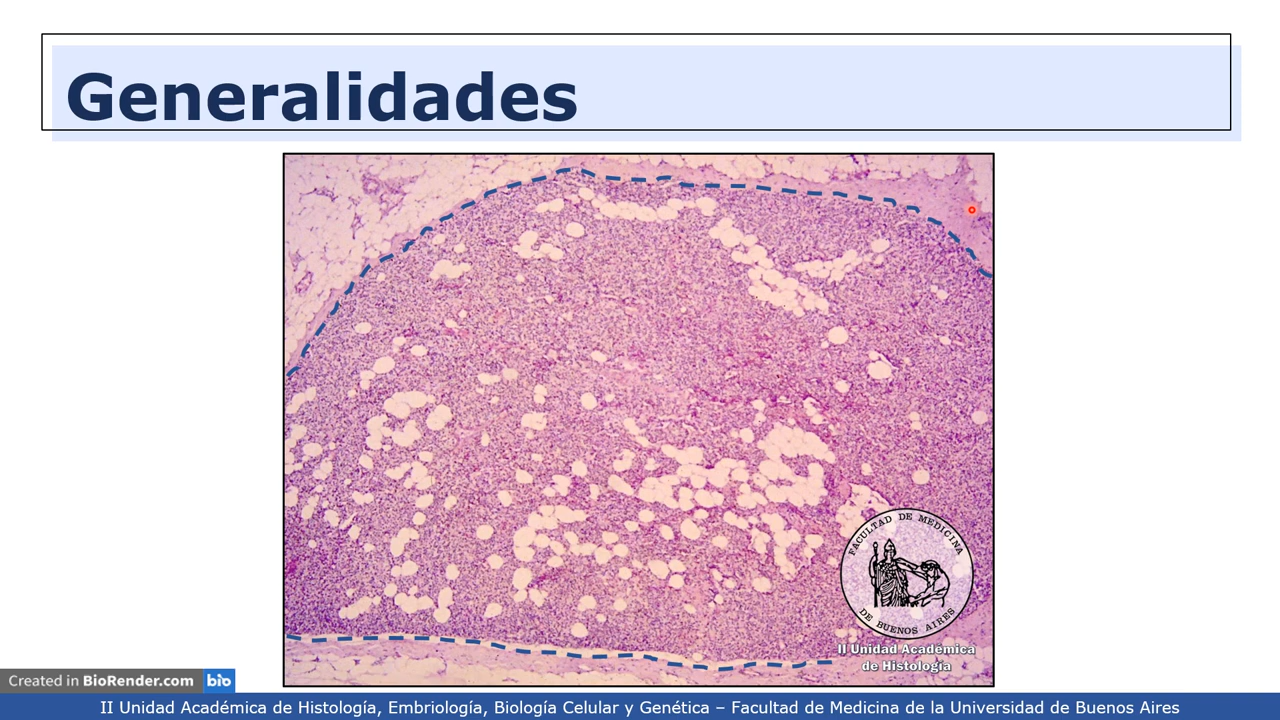 Generalidades
FACULTAD DE MEDICINA
DE BUENOS AIRES
II Unidad Académica
de Histología
Created in BioRender.com bio
II Unidad Académica de Histología, Embriología, Biología Celular y Genética – Facultad de Medicina de la Universidad de Buenos Aires